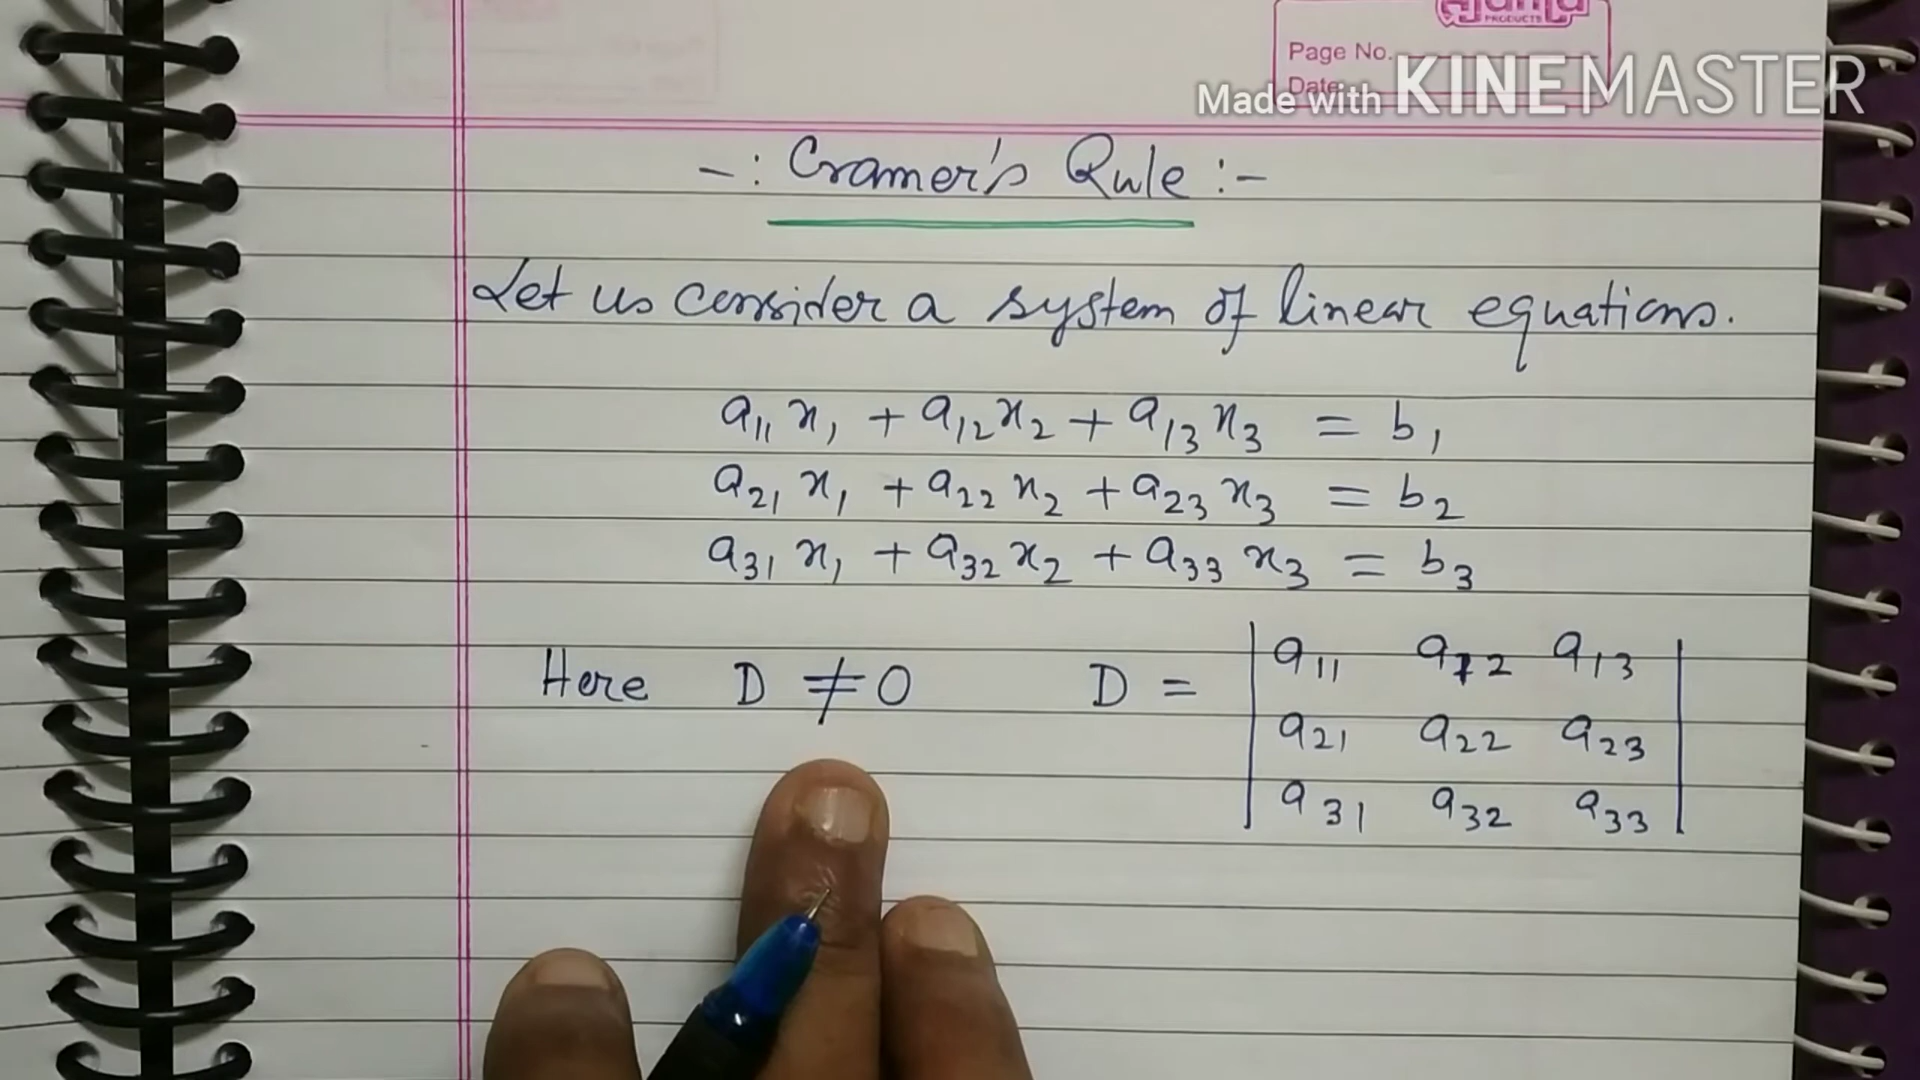 PRODUCTS
Page No.
Date
Made with KINEMASTER
-: Cramer's Rule :-
Let us consider a system of linear equations.
a₁₁ x₁ + a₁₂ x₂ + a₁₃ x₃ = b₁
a₂₁ x₁ + a₂₂ x₂ + a₂₃ x₃ = b₂
a₃₁ x₁ + a₃₂ x₂ + a₃₃ x₃ = b₃
Here D ≠ 0 D = | a₁₁ a₁₂ a₁₃ |
| a₂₁ a₂₂ a₂₃ |
| a₃₁ a₃₂ a₃₃ |